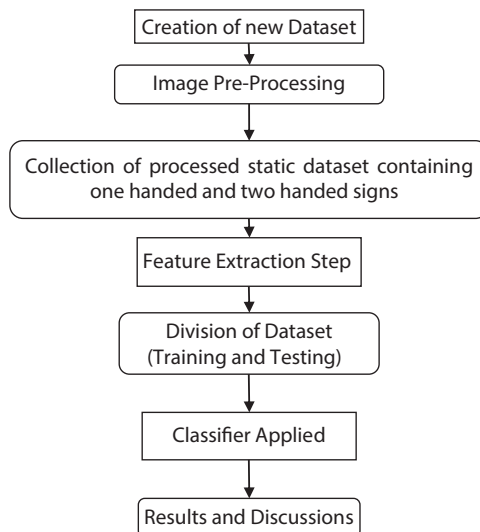 Creation of new Dataset
Image Pre-Processing
Collection of processed static dataset containing
one handed and two handed signs
Feature Extraction Step
Division of Dataset
(Training and Testing)
Classifier Applied
Results and Discussions